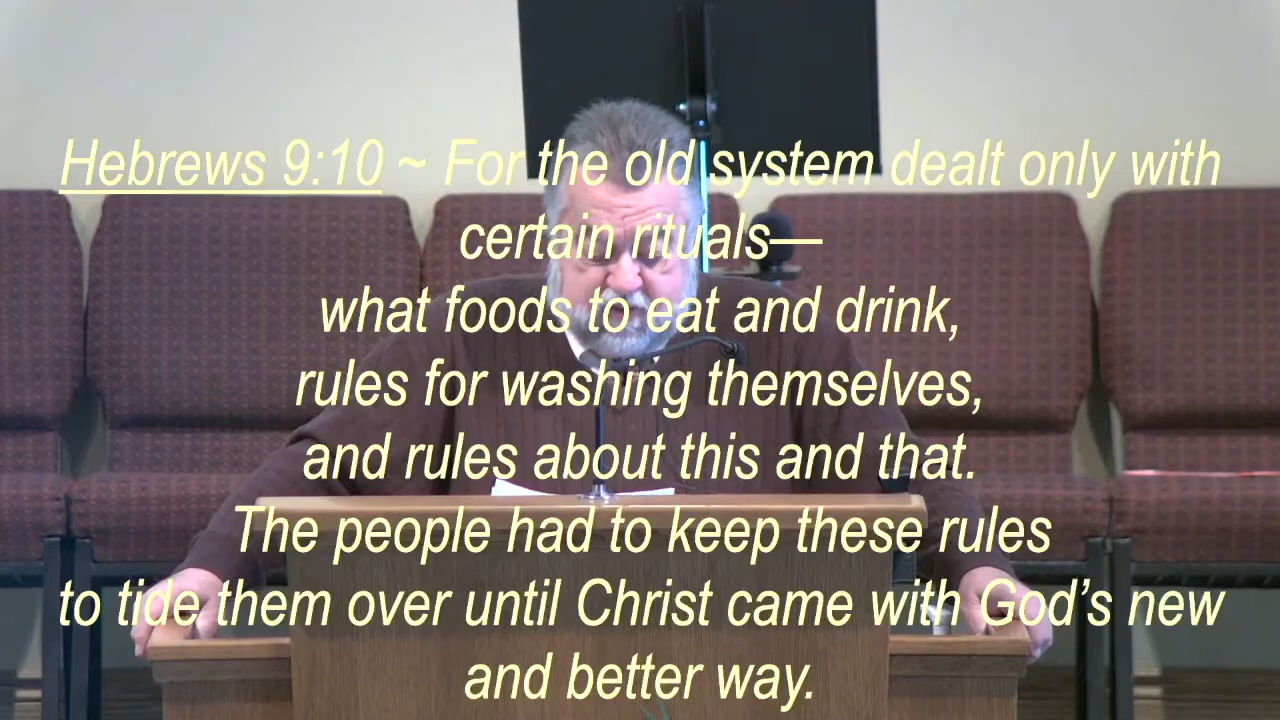 Hebrews 9:10 ~ For the old system dealt only with
certain rituals—
what foods to eat and drink,
rules for washing themselves,
and rules about this and that.
The people had to keep these rules
to tide them over until Christ came with God’s new
and better way.